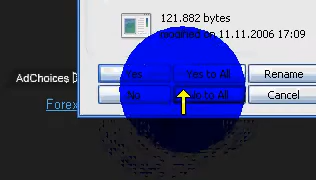 121.882 bytes
modified on 11.11.2006 17:09
Yes
Yes to All
Rename
AdChoices
No
No to All
Cancel
Forex